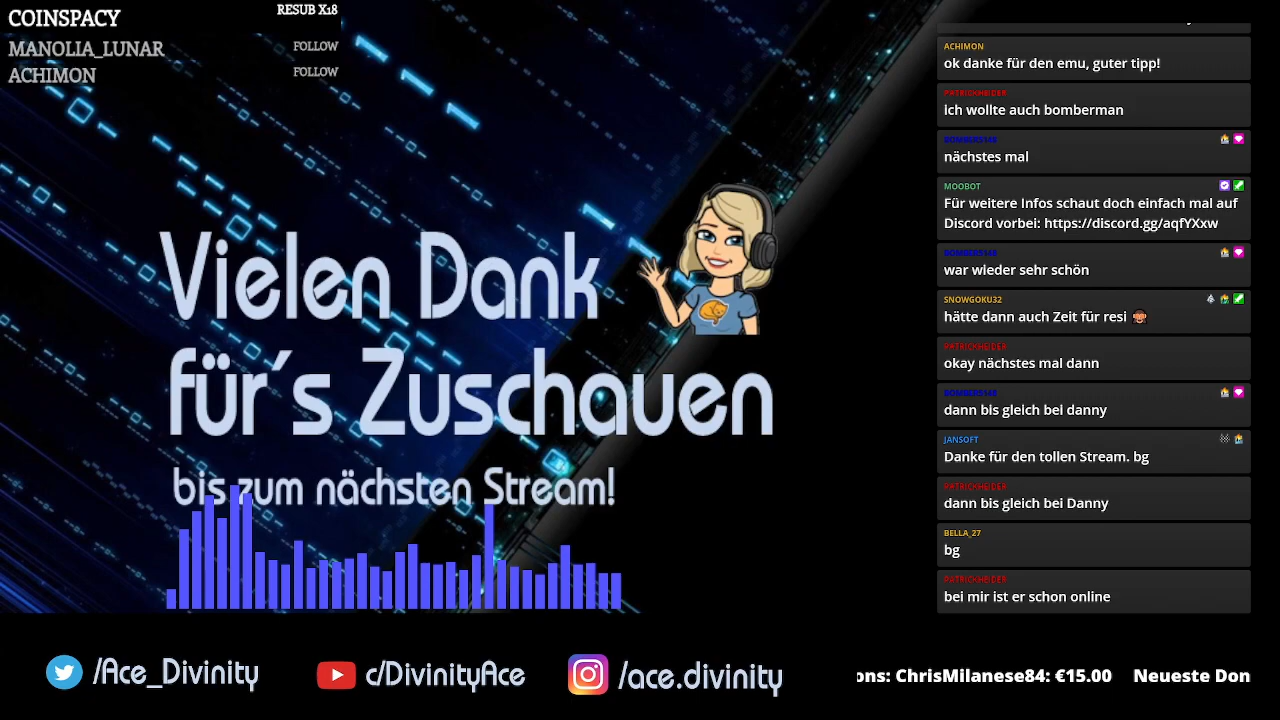 COINSPACY RESUB X18
MANOLIA_LUNAR FOLLOW
ACHIMON FOLLOW
Vielen Dank
für´s Zuschauen
bis zum nächsten Stream!
ACHIMON
ok danke für den emu, guter tipp!
PATRICKHEIDER
ich wollte auch bomberman
nächstes mal
MOOBOT
Für weitere Infos schaut doch einfach mal auf
Discord vorbei: https://discord.gg/aqfYXxw
war wieder sehr schön
SNOWGOKU32
hätte dann auch Zeit für resi
PATRICKHEIDER
okay nächstes mal dann
dann bis gleich bei danny
JANSOFT
Danke für den tollen Stream. bg
PATRICKHEIDER
dann bis gleich bei Danny
BELLA_27
bg
PATRICKHEIDER
bei mir ist er schon online
/Ace_Divinity c/DivinityAce /ace.divinity ons: ChrisMilanese84: €15.00 Neueste Don